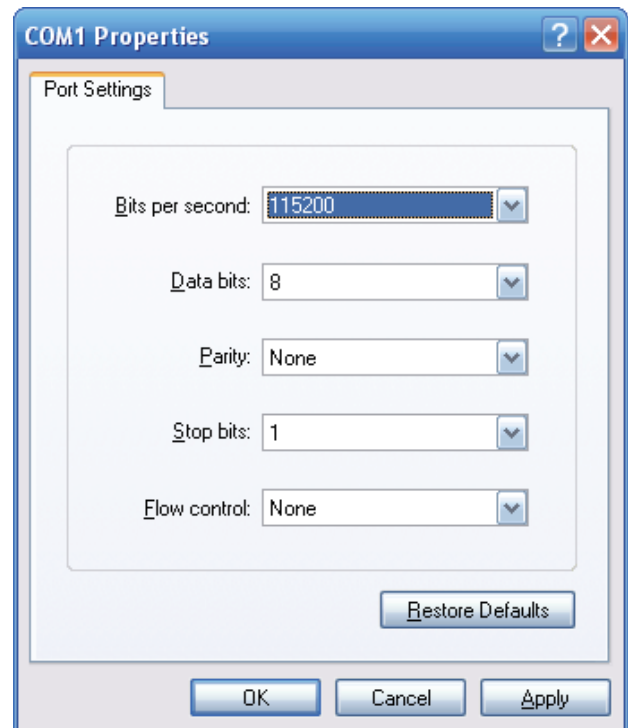 COM1 Properties
Port Settings
Bits per second: 115200
Data bits: 8
Parity: None
Stop bits: 1
Flow control: None
Restore Defaults
OK Cancel Apply